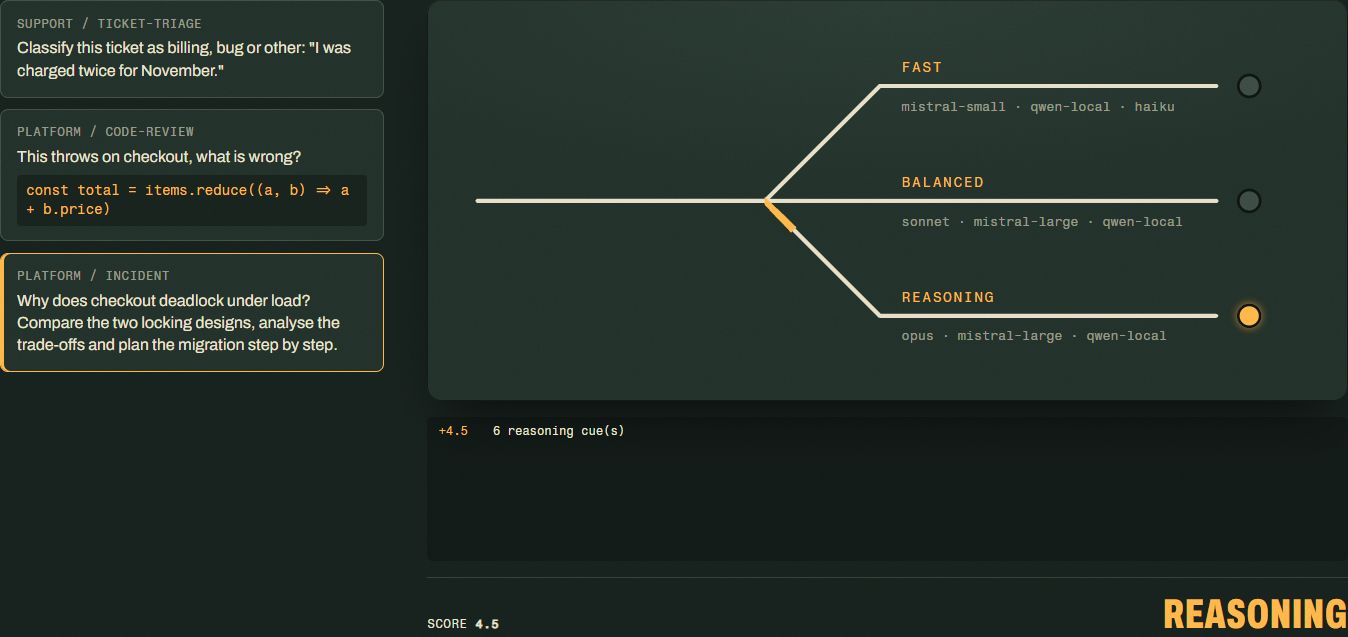 SUPPORT / TICKET-TRIAGE
Classify this ticket as billing, bug or other: "I was
charged twice for November."
PLATFORM / CODE-REVIEW
This throws on checkout, what is wrong?
const total = items.reduce((a, b) ⇒ a
+ b.price)
PLATFORM / INCIDENT
Why does checkout deadlock under load?
Compare the two locking designs, analyse the
trade-offs and plan the migration step by step.
FAST
mistral-small · qwen-local · haiku
BALANCED
sonnet · mistral-large · qwen-local
REASONING
opus · mistral-large · qwen-local
+4.5 6 reasoning cue(s)
SCORE 4.5
REASONING